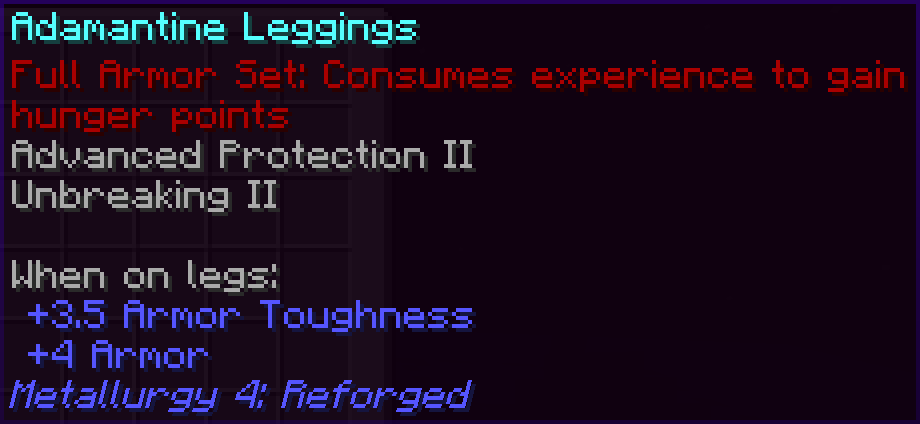 Adamantine Leggings
Full Armor Set: Consumes experience to gain
hunger points
Advanced Protection II
Unbreaking II
When on legs:
+3.5 Armor Toughness
+4 Armor
Metallurgy 4: Reforged